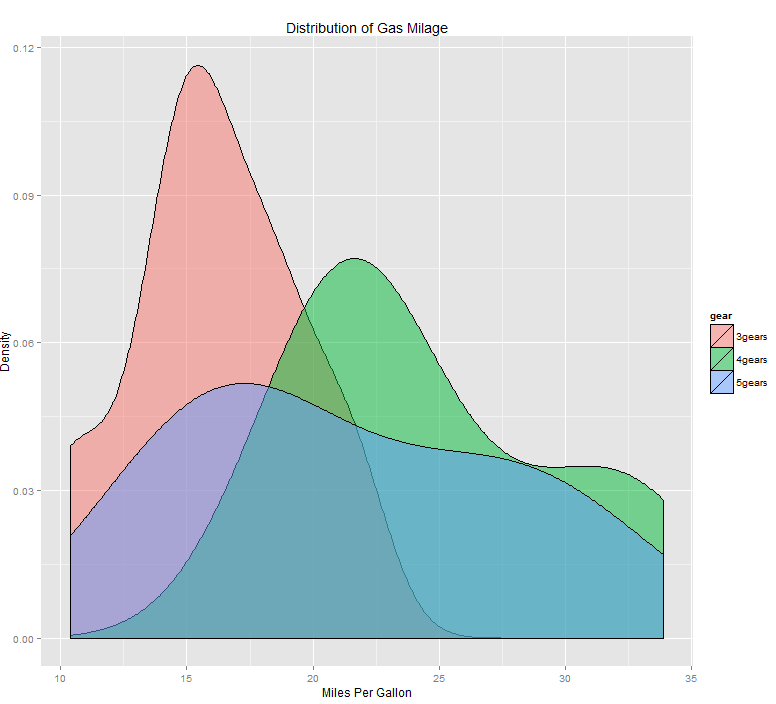 Distribution of Gas Milage
0.12
0.09
0.06
0.03
0.00
Density
10 15 20 25 30 35
Miles Per Gallon
gear
3gears
4gears
5gears